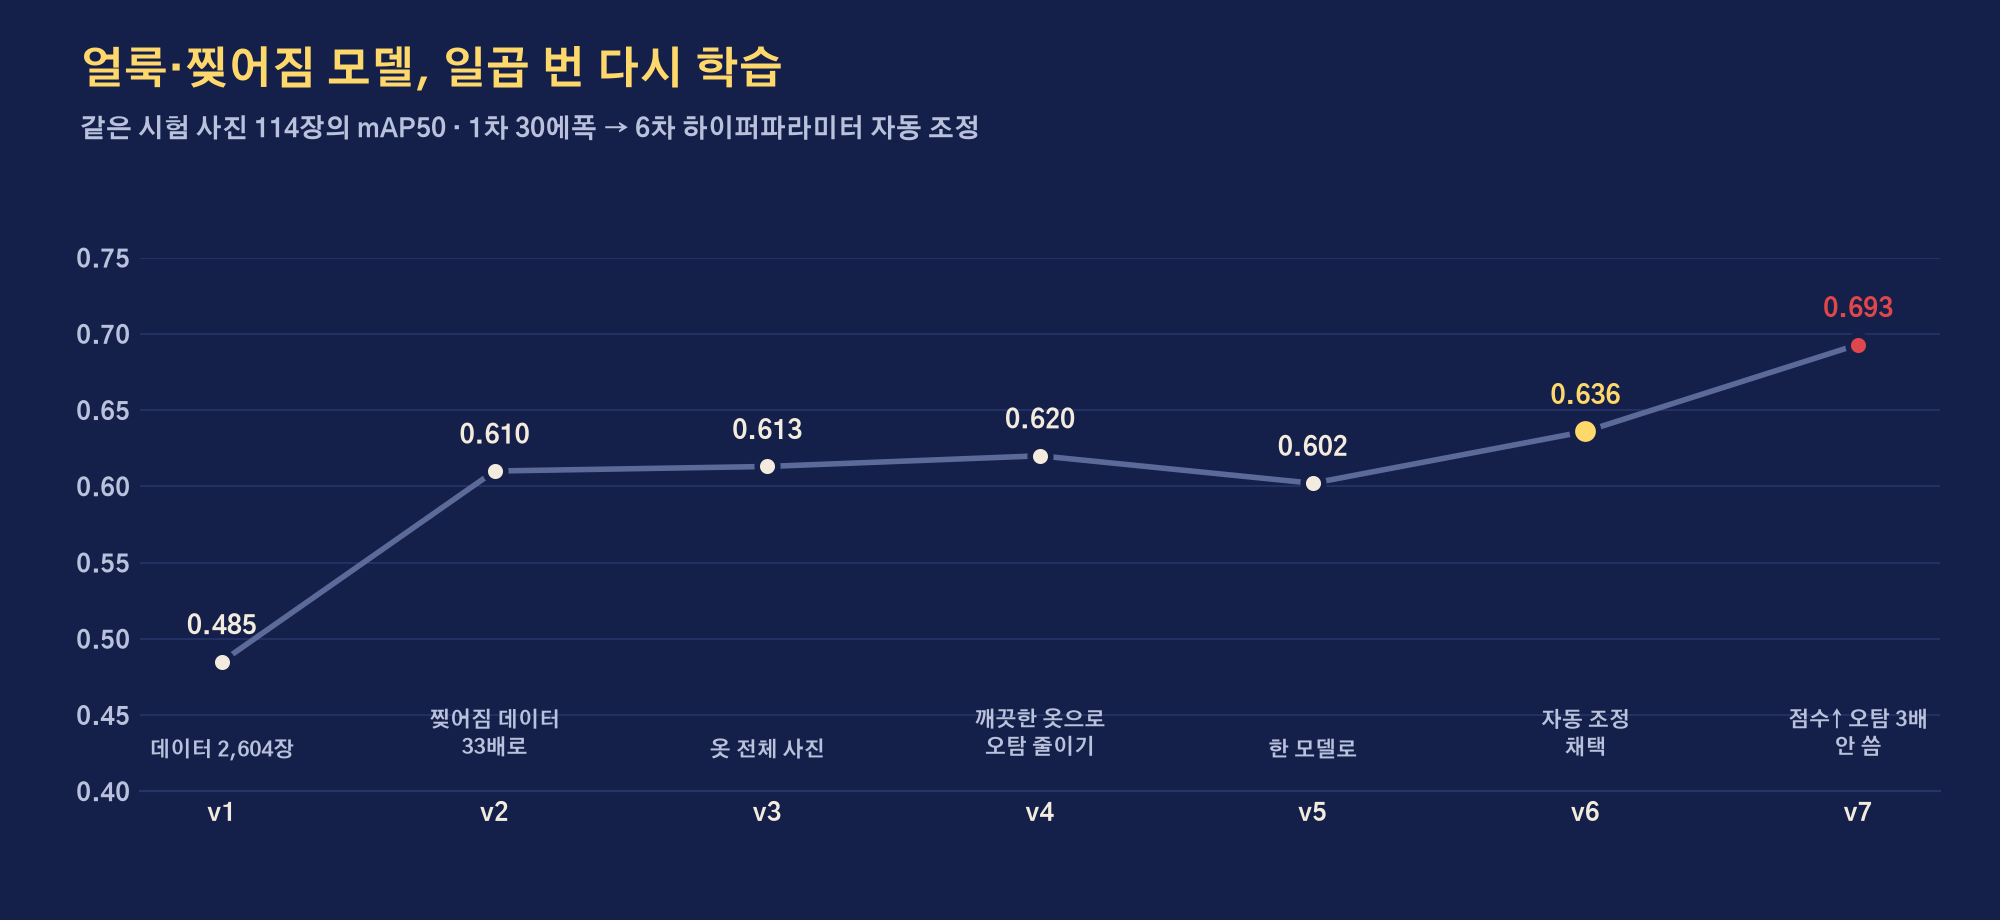 얼룩·찢어짐 모델, 일곱 번 다시 학습
같은 시험 사진 114장의 mAP50 · 1차 30에폭 → 6차 하이퍼파라미터 자동 조정
0.75
0.70
0.65
0.60
0.55
0.50
0.45
0.40
0.485
0.610
0.613
0.620
0.602
0.636
0.693
데이터 2,604장
찢어짐 데이터
33배로
옷 전체 사진
깨끗한 옷으로
오탐 줄이기
한 모델로
자동 조정
채택
점수↑ 오탐 3배
안 씀
v1
v2
v3
v4
v5
v6
v7